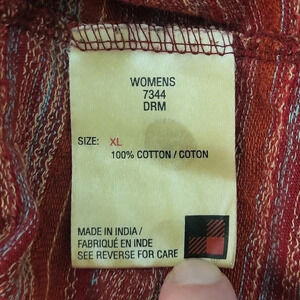 WOMENS
7344
DRM
SIZE: XL
100% COTTON / COTON
MADE IN INDIA /
FABRIQUÉ EN INDE
SEE REVERSE FOR CARE